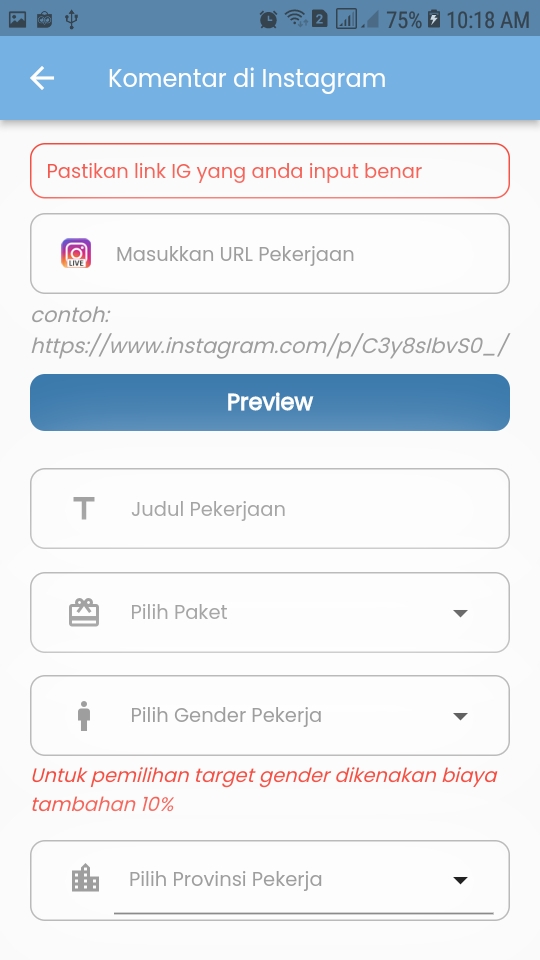 2 75% 10:18 AM
Komentar di Instagram
Pastikan link IG yang anda input benar
LIVE
Masukkan URL Pekerjaan
contoh:
https://www.instagram.com/p/C3y8sIbvS0_/
Preview
Judul Pekerjaan
Pilih Paket
Pilih Gender Pekerja
Untuk pemilihan target gender dikenakan biaya
tambahan 10%
Pilih Provinsi Pekerja